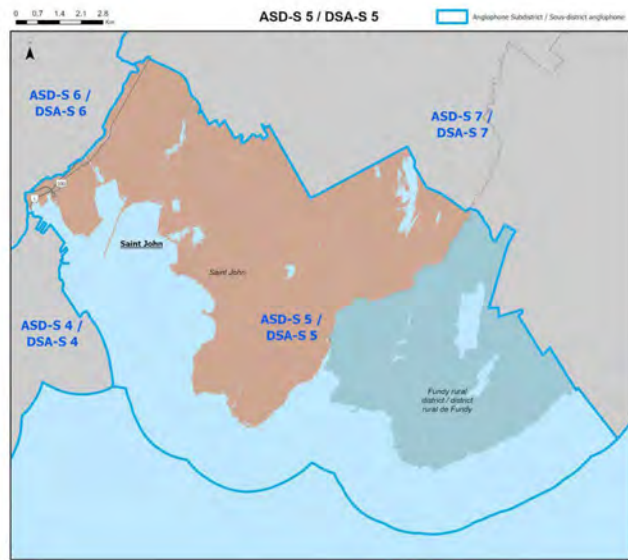 0 0.7 1.4 2.1 2.8
Km
ASD-S 5 / DSA-S 5
Anglophone Subdistrict / Sous-district anglophone
ASD-S 6 /
DSA-S 6
ASD-S 7 /
DSA-S 7
Saint John
Saint John
ASD-S 5 /
DSA-S 5
ASD-S 4 /
DSA-S 4
Fundy rural
district / district
rural de Fundy